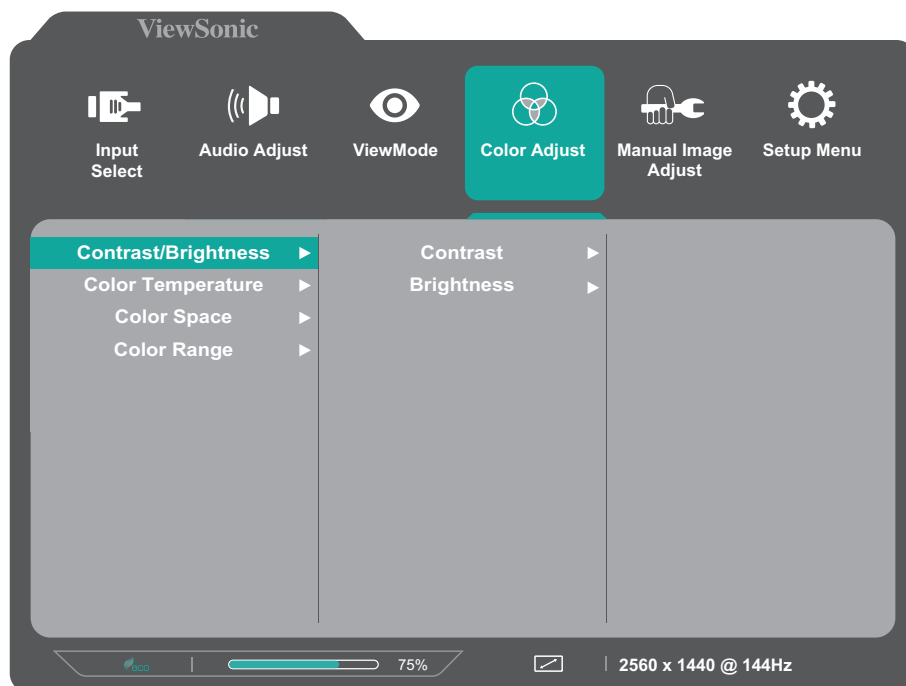 ViewSonic
Input
Select
Audio Adjust
ViewMode
Color Adjust
Manual Image
Adjust
Setup Menu
Contrast/Brightness
Color Temperature
Color Space
Color Range
Contrast
Brightness
eco
75%
2560 x 1440 @ 144Hz